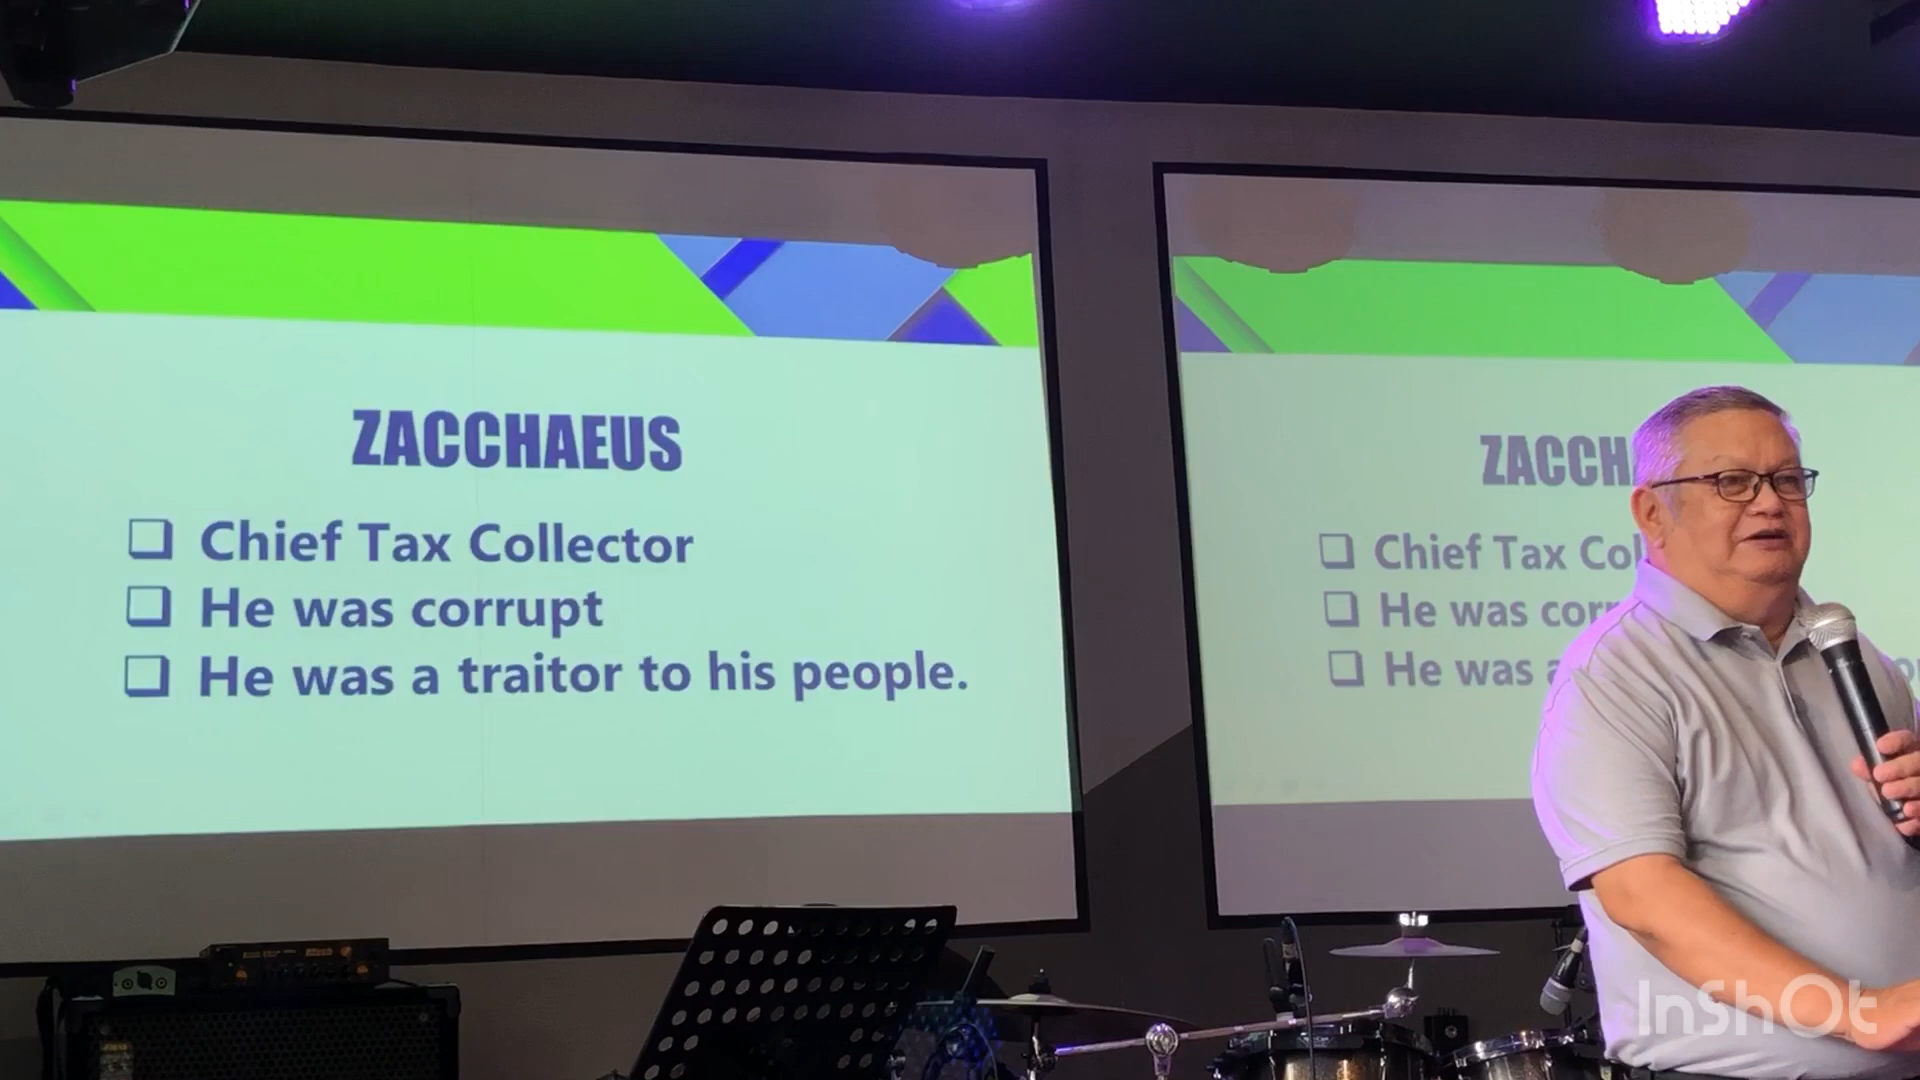 ZACCHAEUS
❑ Chief Tax Collector
❑ He was corrupt
❑ He was a traitor to his people.
ZACCH
❑ Chief Tax Col
❑ He was corr
❑ He was a
InShOt